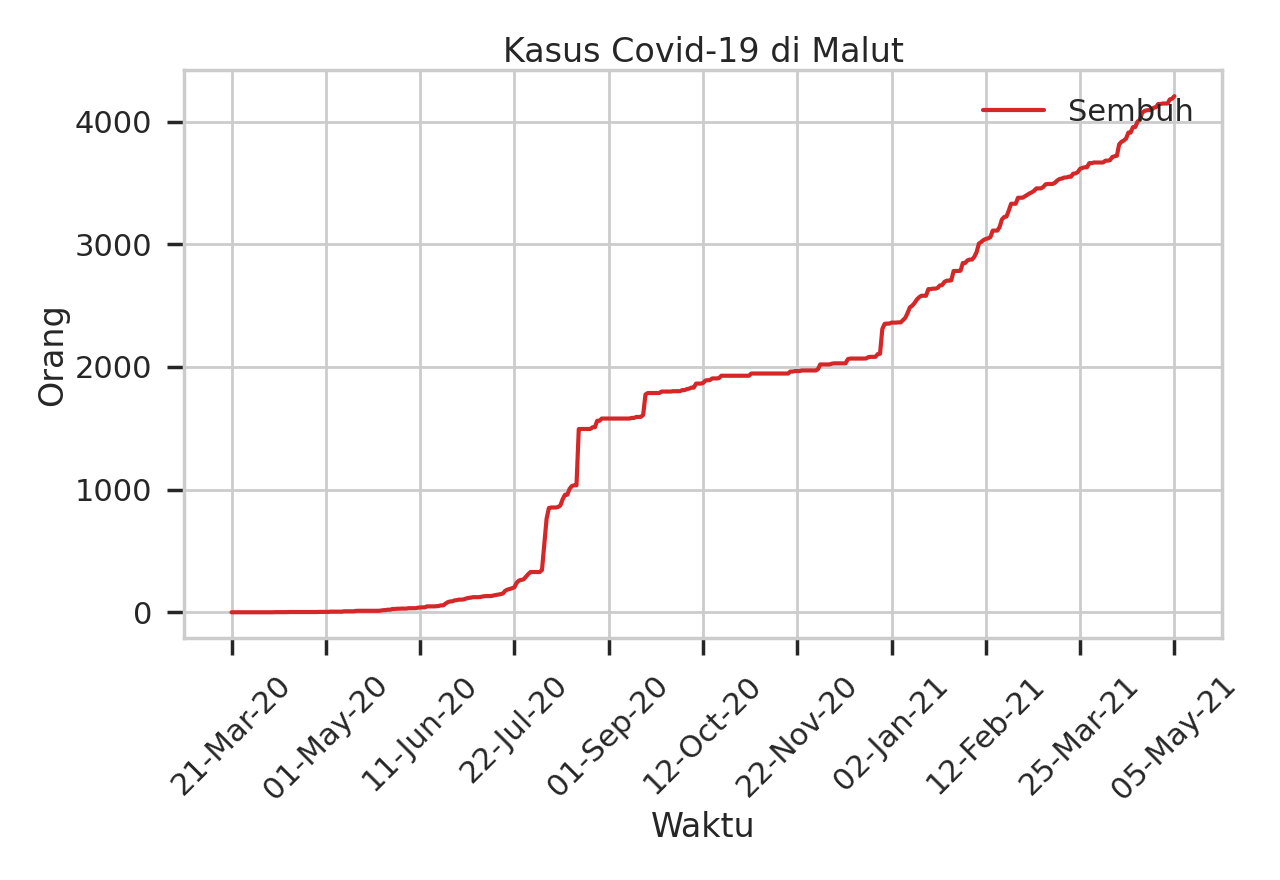 Kasus Covid-19 di Malut
Sembuh
Orang
4000
3000
2000
1000
0
21-Mar-20
01-May-20
11-Jun-20
22-Jul-20
01-Sep-20
12-Oct-20
22-Nov-20
02-Jan-21
12-Feb-21
25-Mar-21
05-May-21
Waktu